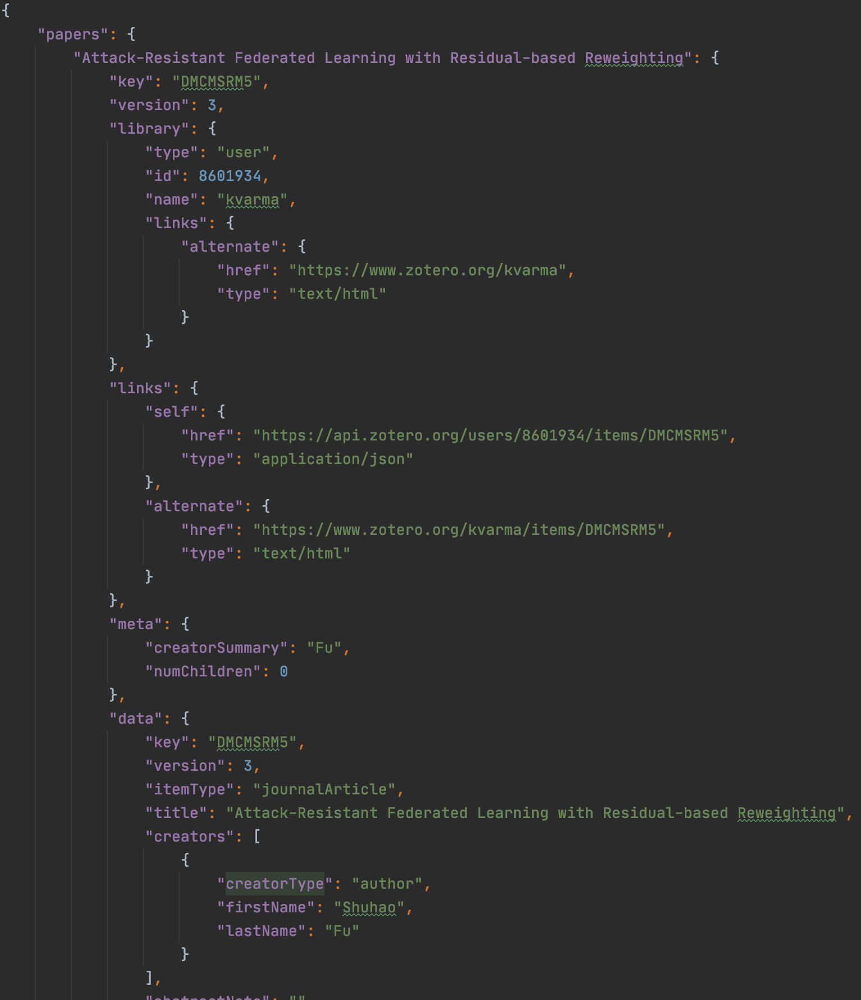 {
"papers": {
"Attack-Resistant Federated Learning with Residual-based Reweighting": {
"key": "DMCMSRM5",
"version": 3,
"library": {
"type": "user",
"id": 8601934,
"name": "kvarma",
"links": {
"alternate": {
"href": "https://www.zotero.org/kvarma",
"type": "text/html"
}
}
},
"links": {
"self": {
"href": "https://api.zotero.org/users/8601934/items/DMCMSRM5",
"type": "application/json"
},
"alternate": {
"href": "https://www.zotero.org/kvarma/items/DMCMSRM5",
"type": "text/html"
}
},
"meta": {
"creatorSummary": "Fu",
"numChildren": 0
},
"data": {
"key": "DMCMSRM5",
"version": 3,
"itemType": "journalArticle",
"title": "Attack-Resistant Federated Learning with Residual-based Reweighting",
"creators": [
{
"creatorType": "author",
"firstName": "Shuhao",
"lastName": "Fu"
}
],
"abstractNote": ""